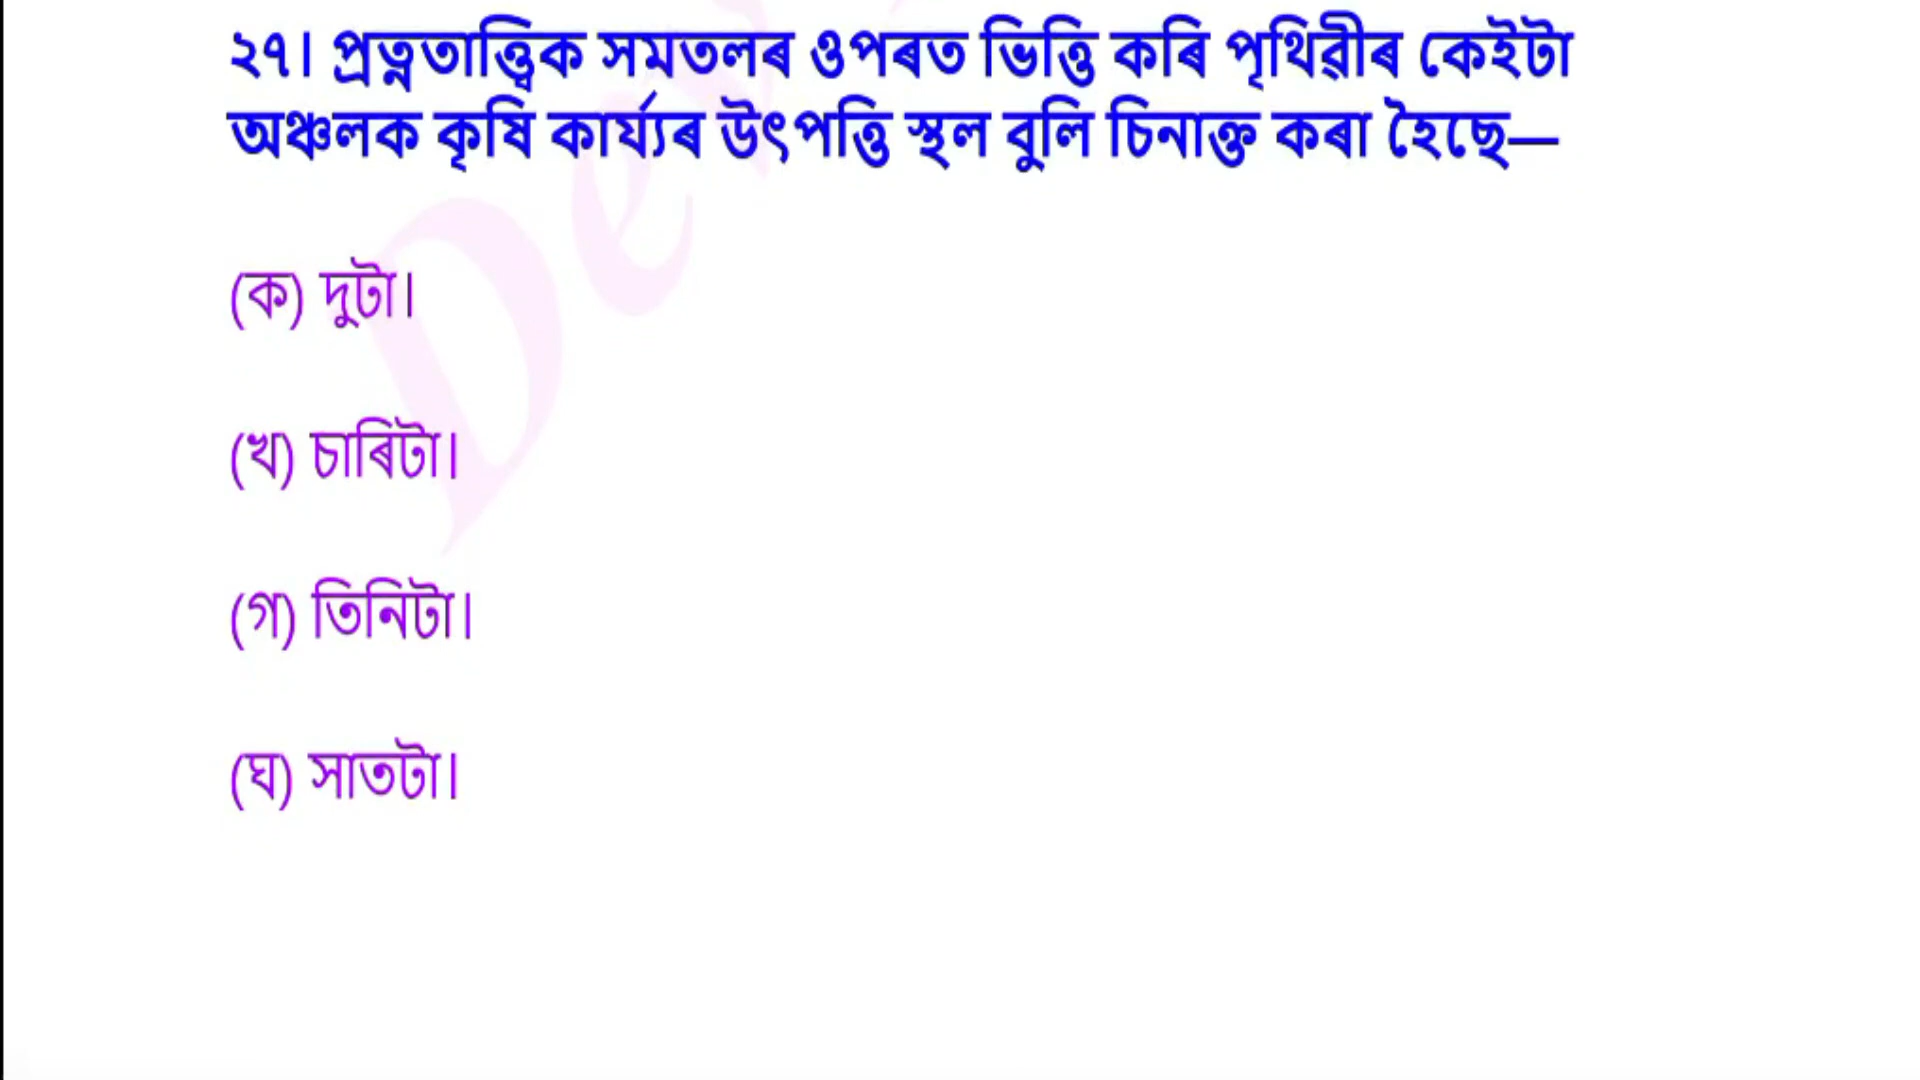 ২৭। প্ৰত্নতাত্ত্বিক সমতলৰ ওপৰত ভিত্তি কৰি পৃথিৱীৰ কেইটা
অঞ্চলক কৃষি কাৰ্য্যৰ উৎপত্তি স্থল বুলি চিনাক্ত কৰা হৈছে—
(ক) দুটা।
(খ) চাৰিটা।
(গ) তিনিটা।
(ঘ) সাতটা।